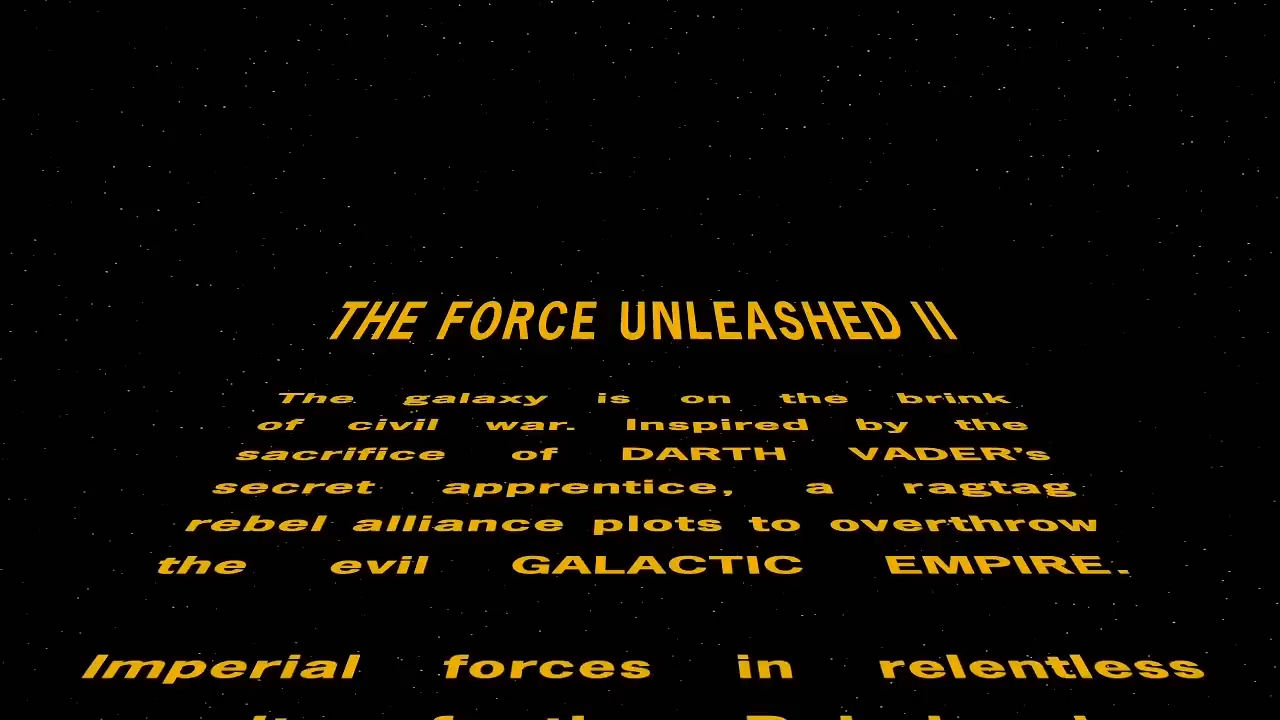 THE FORCE UNLEASHED II
The galaxy is on the brink
of civil war. Inspired by the
sacrifice of DARTH VADER's
secret apprentice, a ragtag
rebel alliance plots to overthrow
the evil GALACTIC EMPIRE.
Imperial forces in relentless